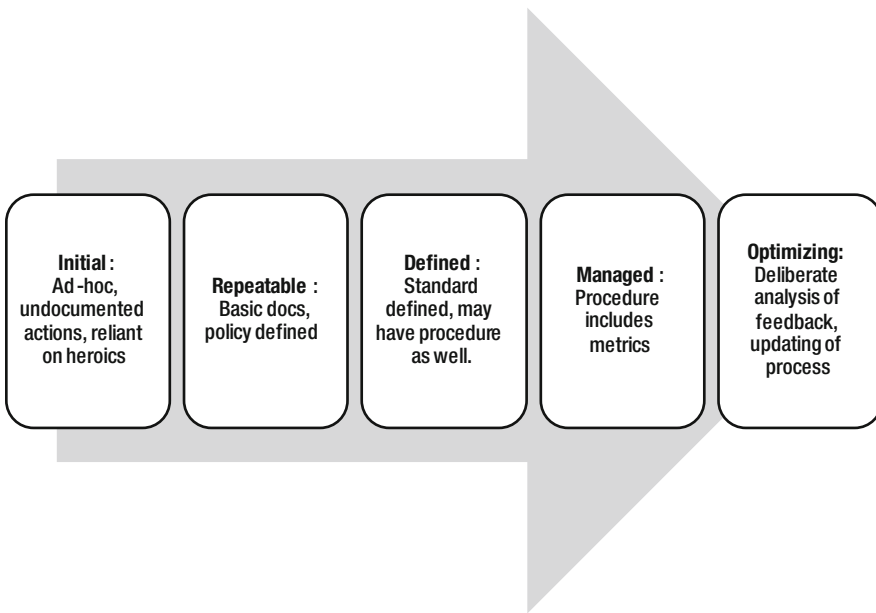 Initial :
Ad-hoc,
undocumented
actions, reliant
on heroics
Repeatable :
Basic docs,
policy defined
Defined :
Standard
defined, may
have procedure
as well.
Managed :
Procedure
includes
metrics
Optimizing:
Deliberate
analysis of
feedback,
updating of
process